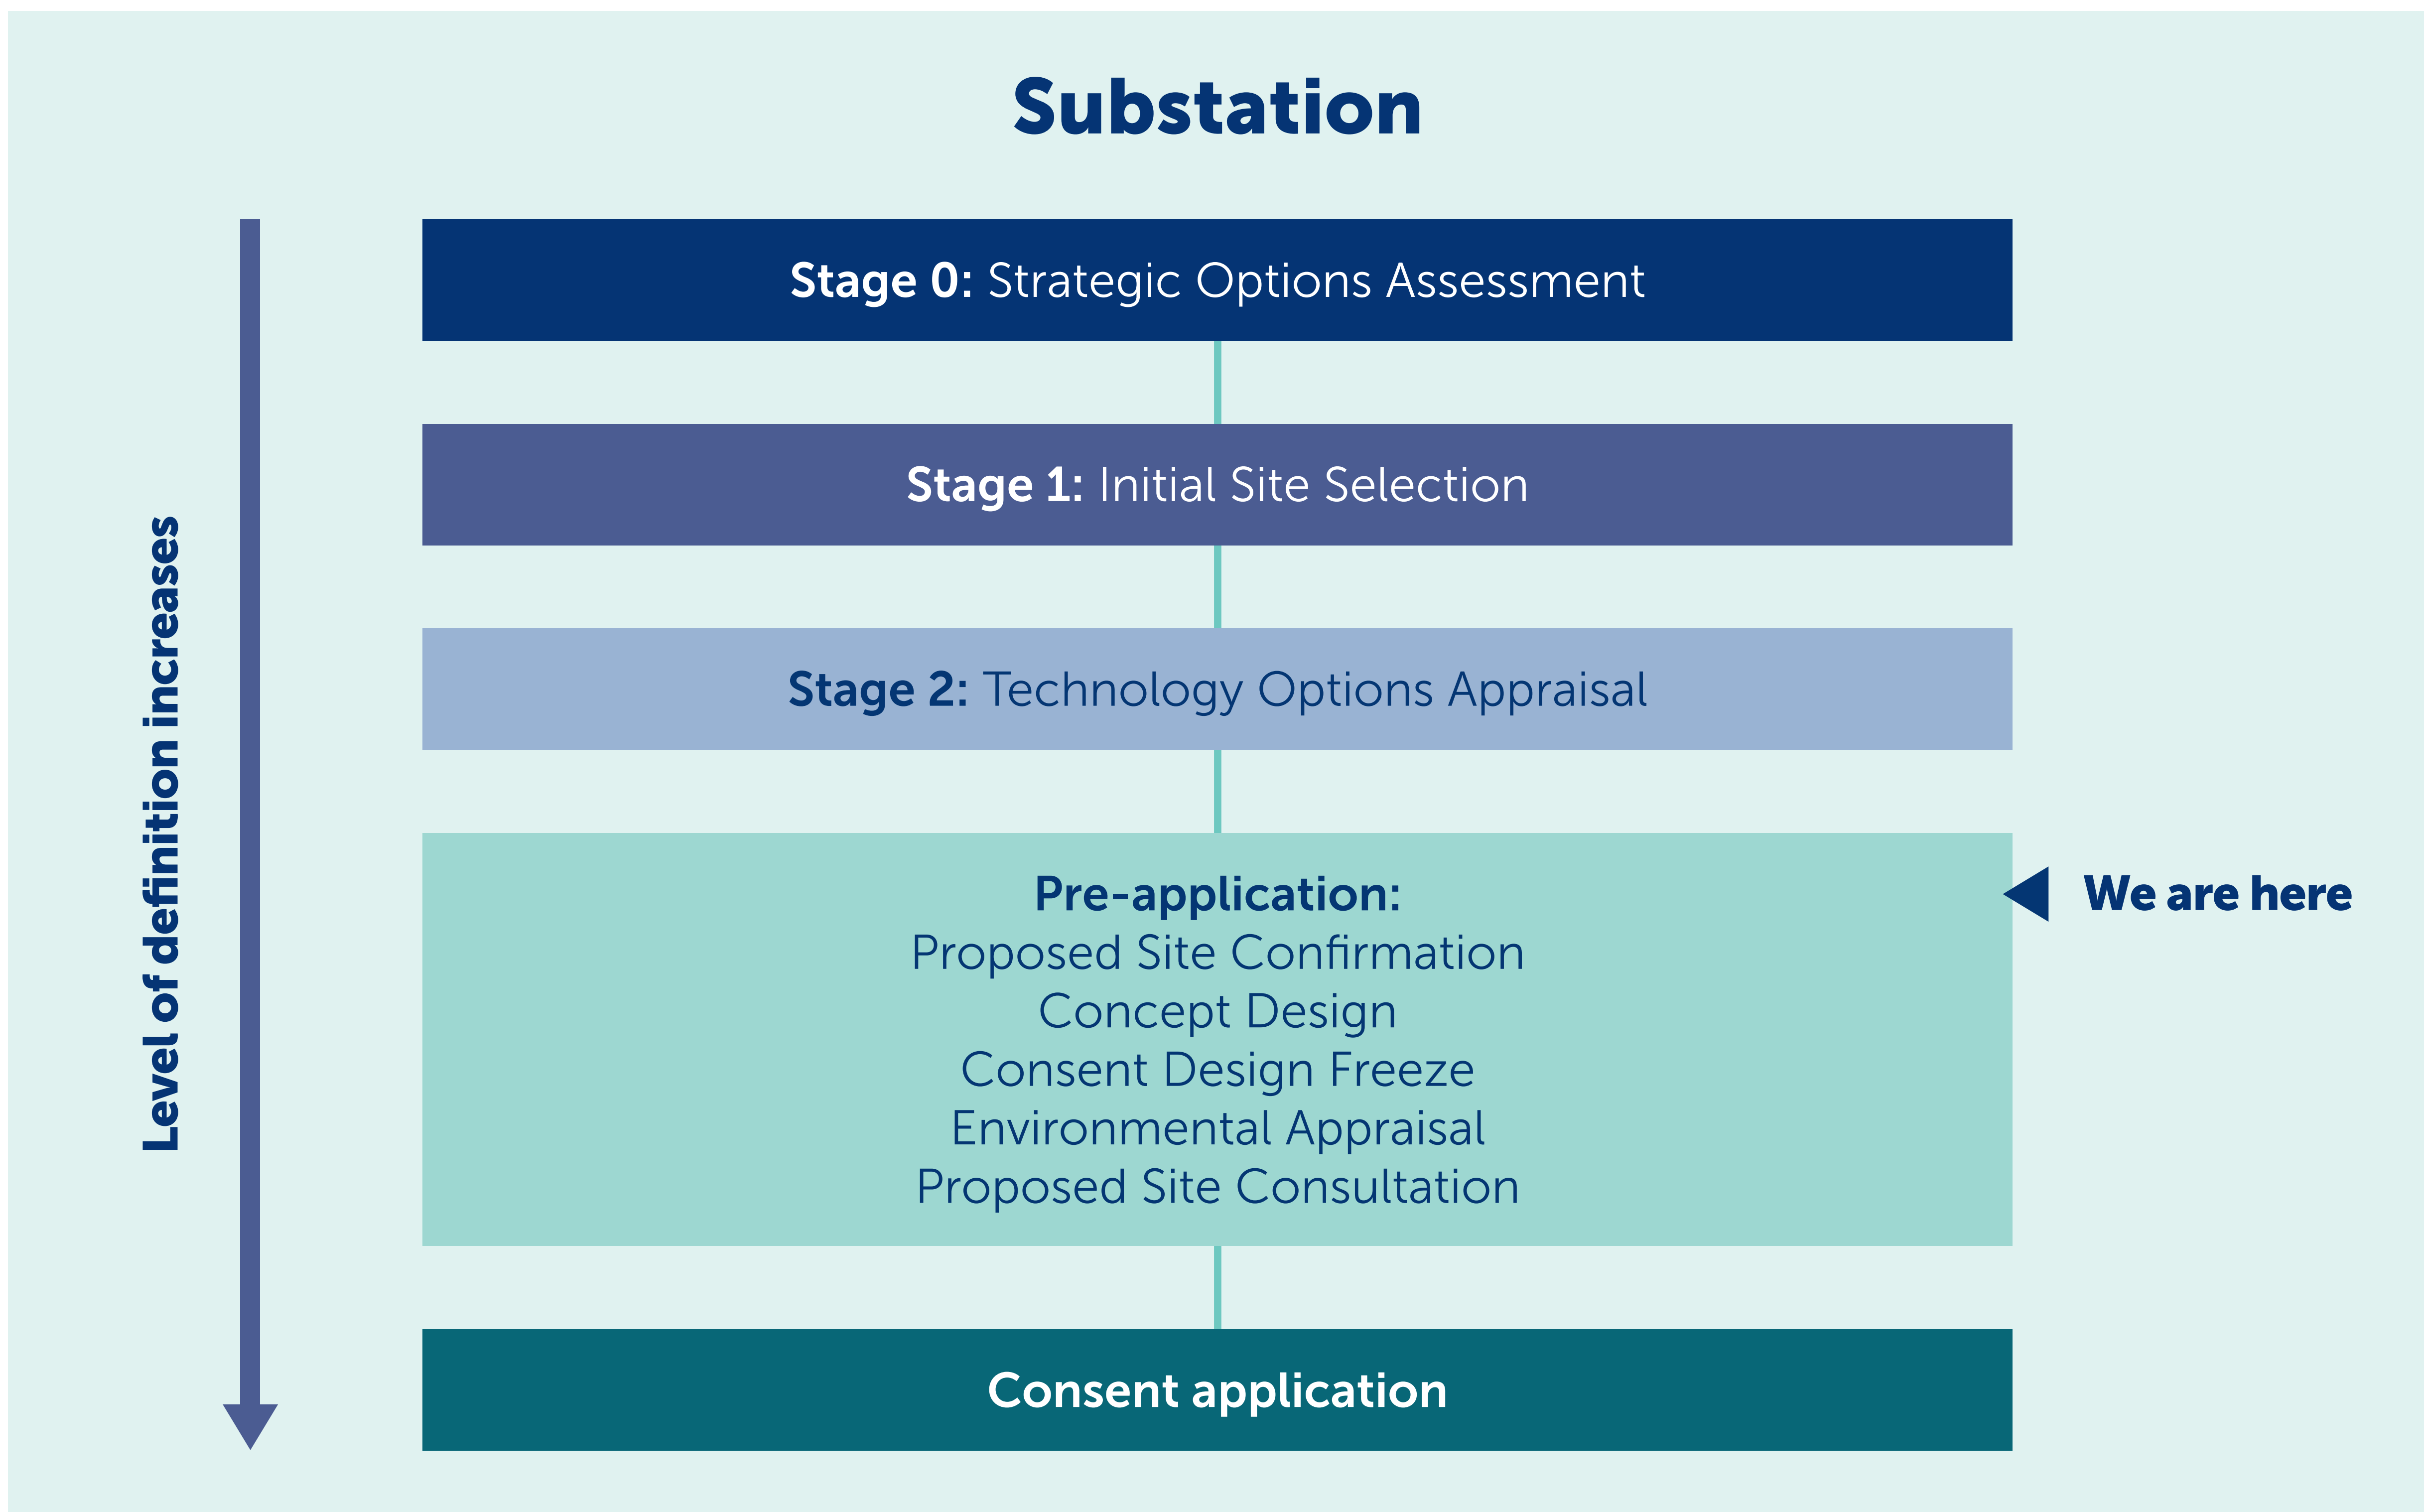 Substation
Level of definition increases
Stage 0: Strategic Options Assessment
Stage 1: Initial Site Selection
Stage 2: Technology Options Appraisal
Pre-application:
We are here
Proposed Site Confirmation
Concept Design
Consent Design Freeze
Environmental Appraisal
Proposed Site Consultation
Consent application